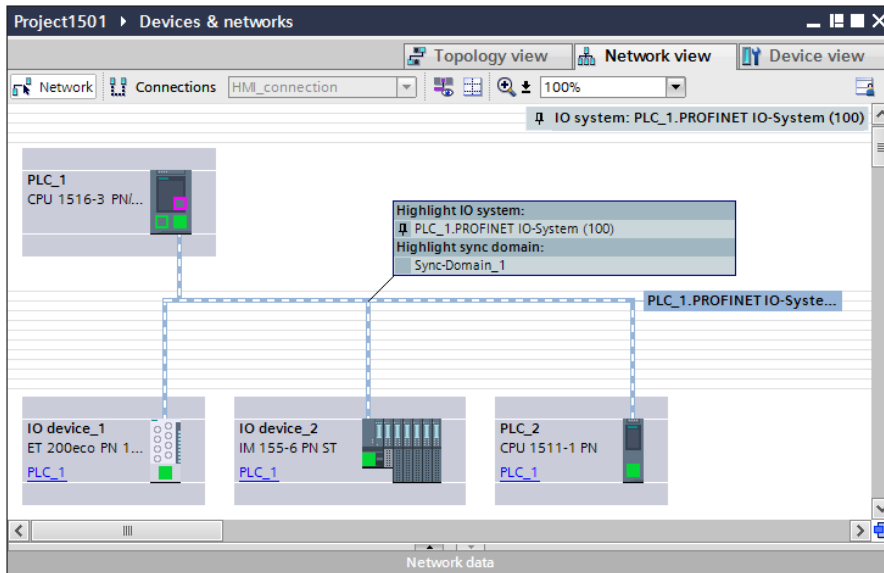 Project1501 ▸ Devices & networks
Topology view
Network view
Device view
Network
Connections
HMI_connection
100%
IO system: PLC_1.PROFINET IO-System (100)
PLC_1
CPU 1516-3 PN/...
Highlight IO system:
PLC_1.PROFINET IO-System (100)
Highlight sync domain:
Sync-Domain_1
PLC_1.PROFINET IO-Syste...
IO device_1
ET 200eco PN 1...
PLC_1
IO device_2
IM 155-6 PN ST
PLC_1
PLC_2
CPU 1511-1 PN
PLC_1
Network data